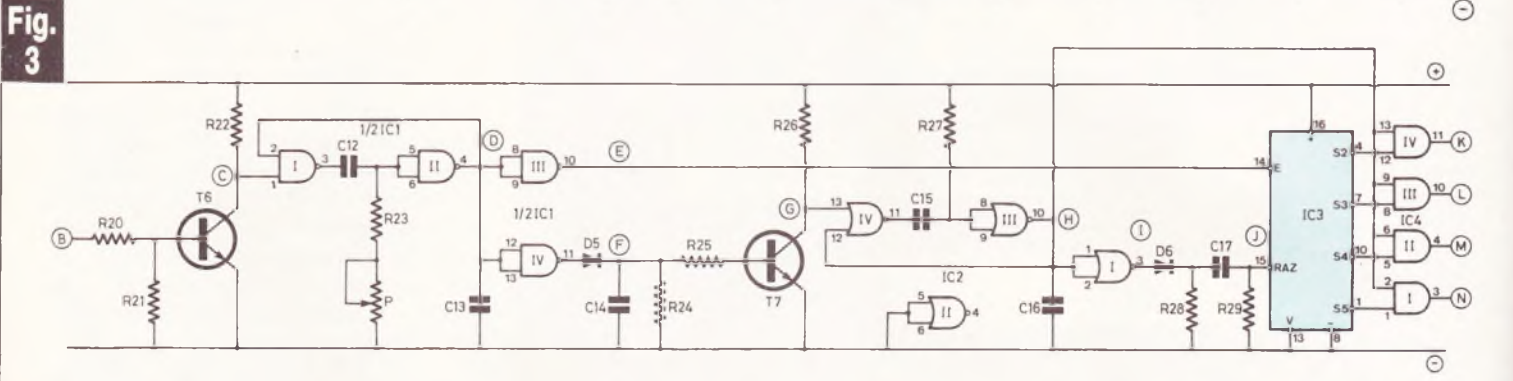 Fig.
3
R22
C
T6
B
R20
R21
2
1
I
3
C12
1/2IC1
R23
P
5
6
II
4
D
8
9
III
10
E
1/2IC1
12
13
IV
11
D5
F
C13
C14
R24
R25
T7
R26
G
13
12
IV
11
C15
R27
8
9
III
10
H
IC2
5
6
II
4
C16
1
2
I
3
I
D6
R28
C17
R29
J
14
E
15
RAZ
IC3
16
+
S2
4
S3
7
S4
10
S5
1
V
13
-
8
13
12
IV
11
K
9
8
III
10
L
IC4
6
5
II
4
M
2
1
I
3
N
-
+
-